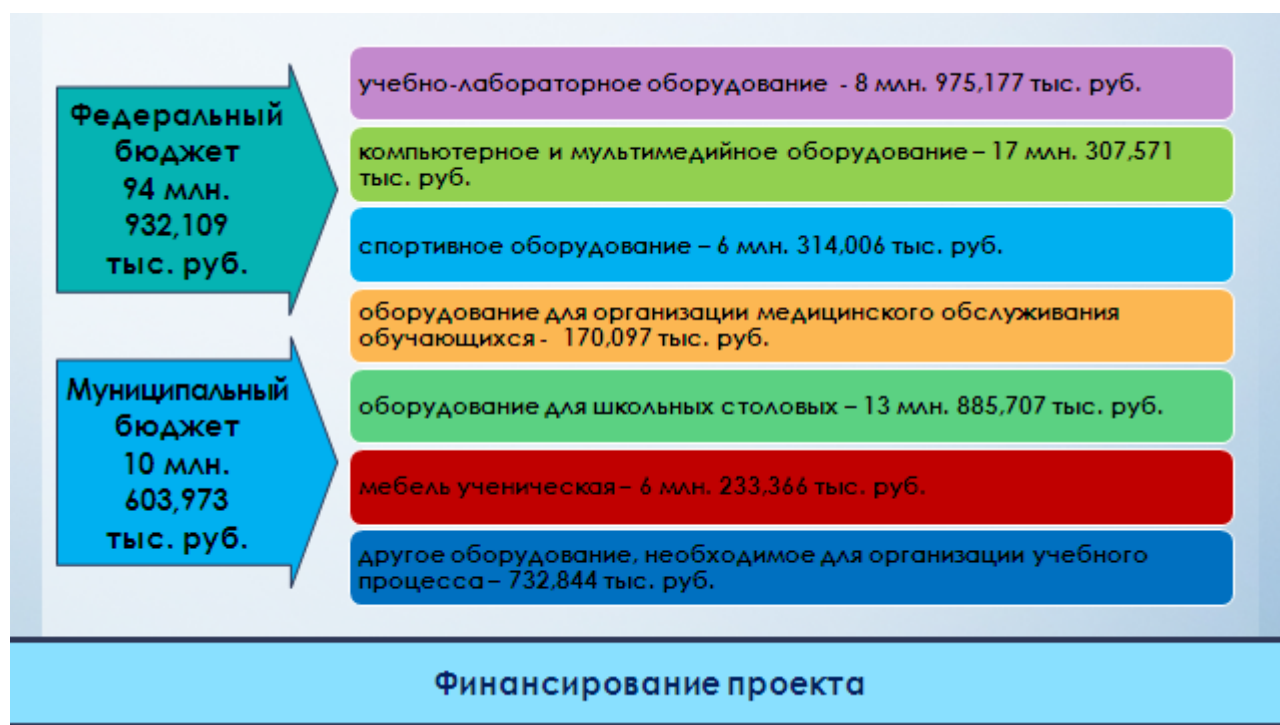 Федеральный
бюджет
94 млн.
932,109
тыс. руб.
Муниципальный
бюджет
10 млн.
603,973
тыс. руб.
учебно-лабораторное оборудование - 8 млн. 975,177 тыс. руб.
компьютерное и мультимедийное оборудование – 17 млн. 307,571
тыс. руб.
спортивное оборудование – 6 млн. 314,006 тыс. руб.
оборудование для организации медицинского обслуживания
обучающихся - 170,097 тыс. руб.
оборудование для школьных столовых – 13 млн. 885,707 тыс. руб.
мебель ученическая – 6 млн. 233,366 тыс. руб.
другое оборудование, необходимое для организации учебного
процесса – 732,844 тыс. руб.
Финансирование проекта